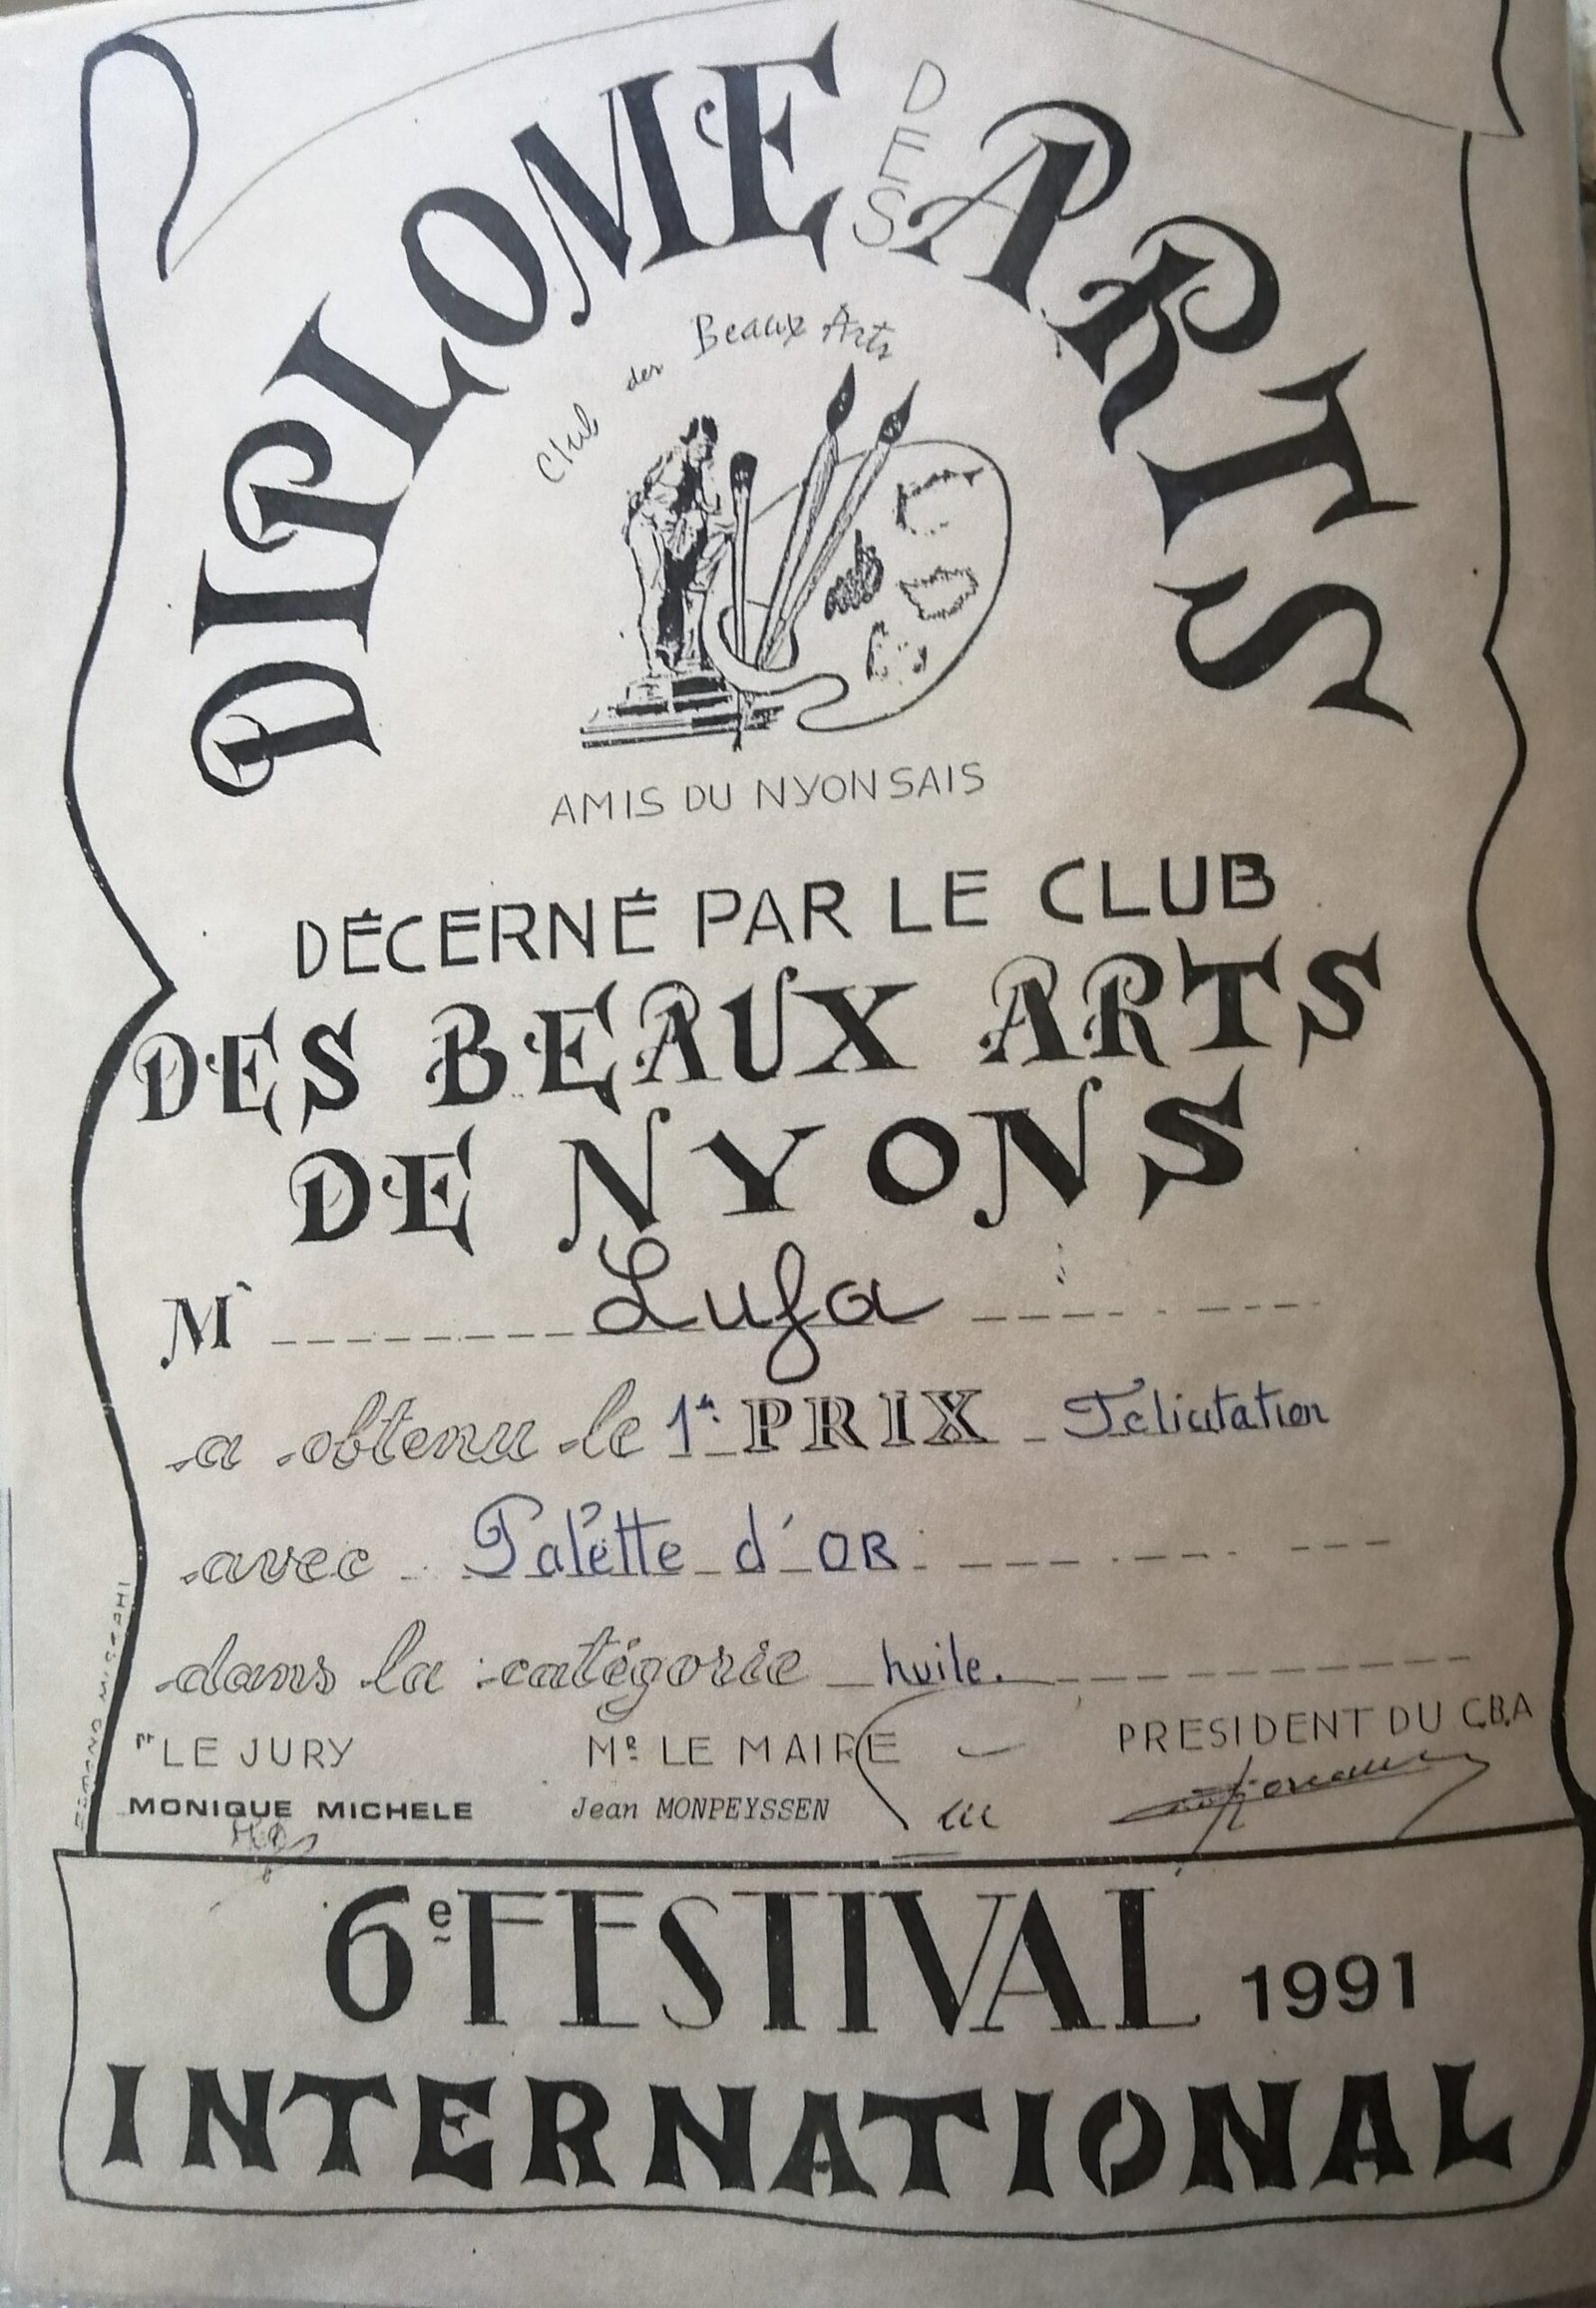 DIPLOME DES ARTS
Club des Beaux Arts
AMIS DU NYONSAIS
DÉCERNÉ PAR LE CLUB
DES BEAUX ARTS
DE NYONS
M Lufa
a obtenu le 1er PRIX Felicitation
avec Palette d'OR
dans la catégorie huile.
LE JURY Mr LE MAIRE PRESIDENT DU C.B.A
MONIQUE MICHELE Jean MONPEYSSEN
6e FESTIVAL 1991
INTERNATIONAL